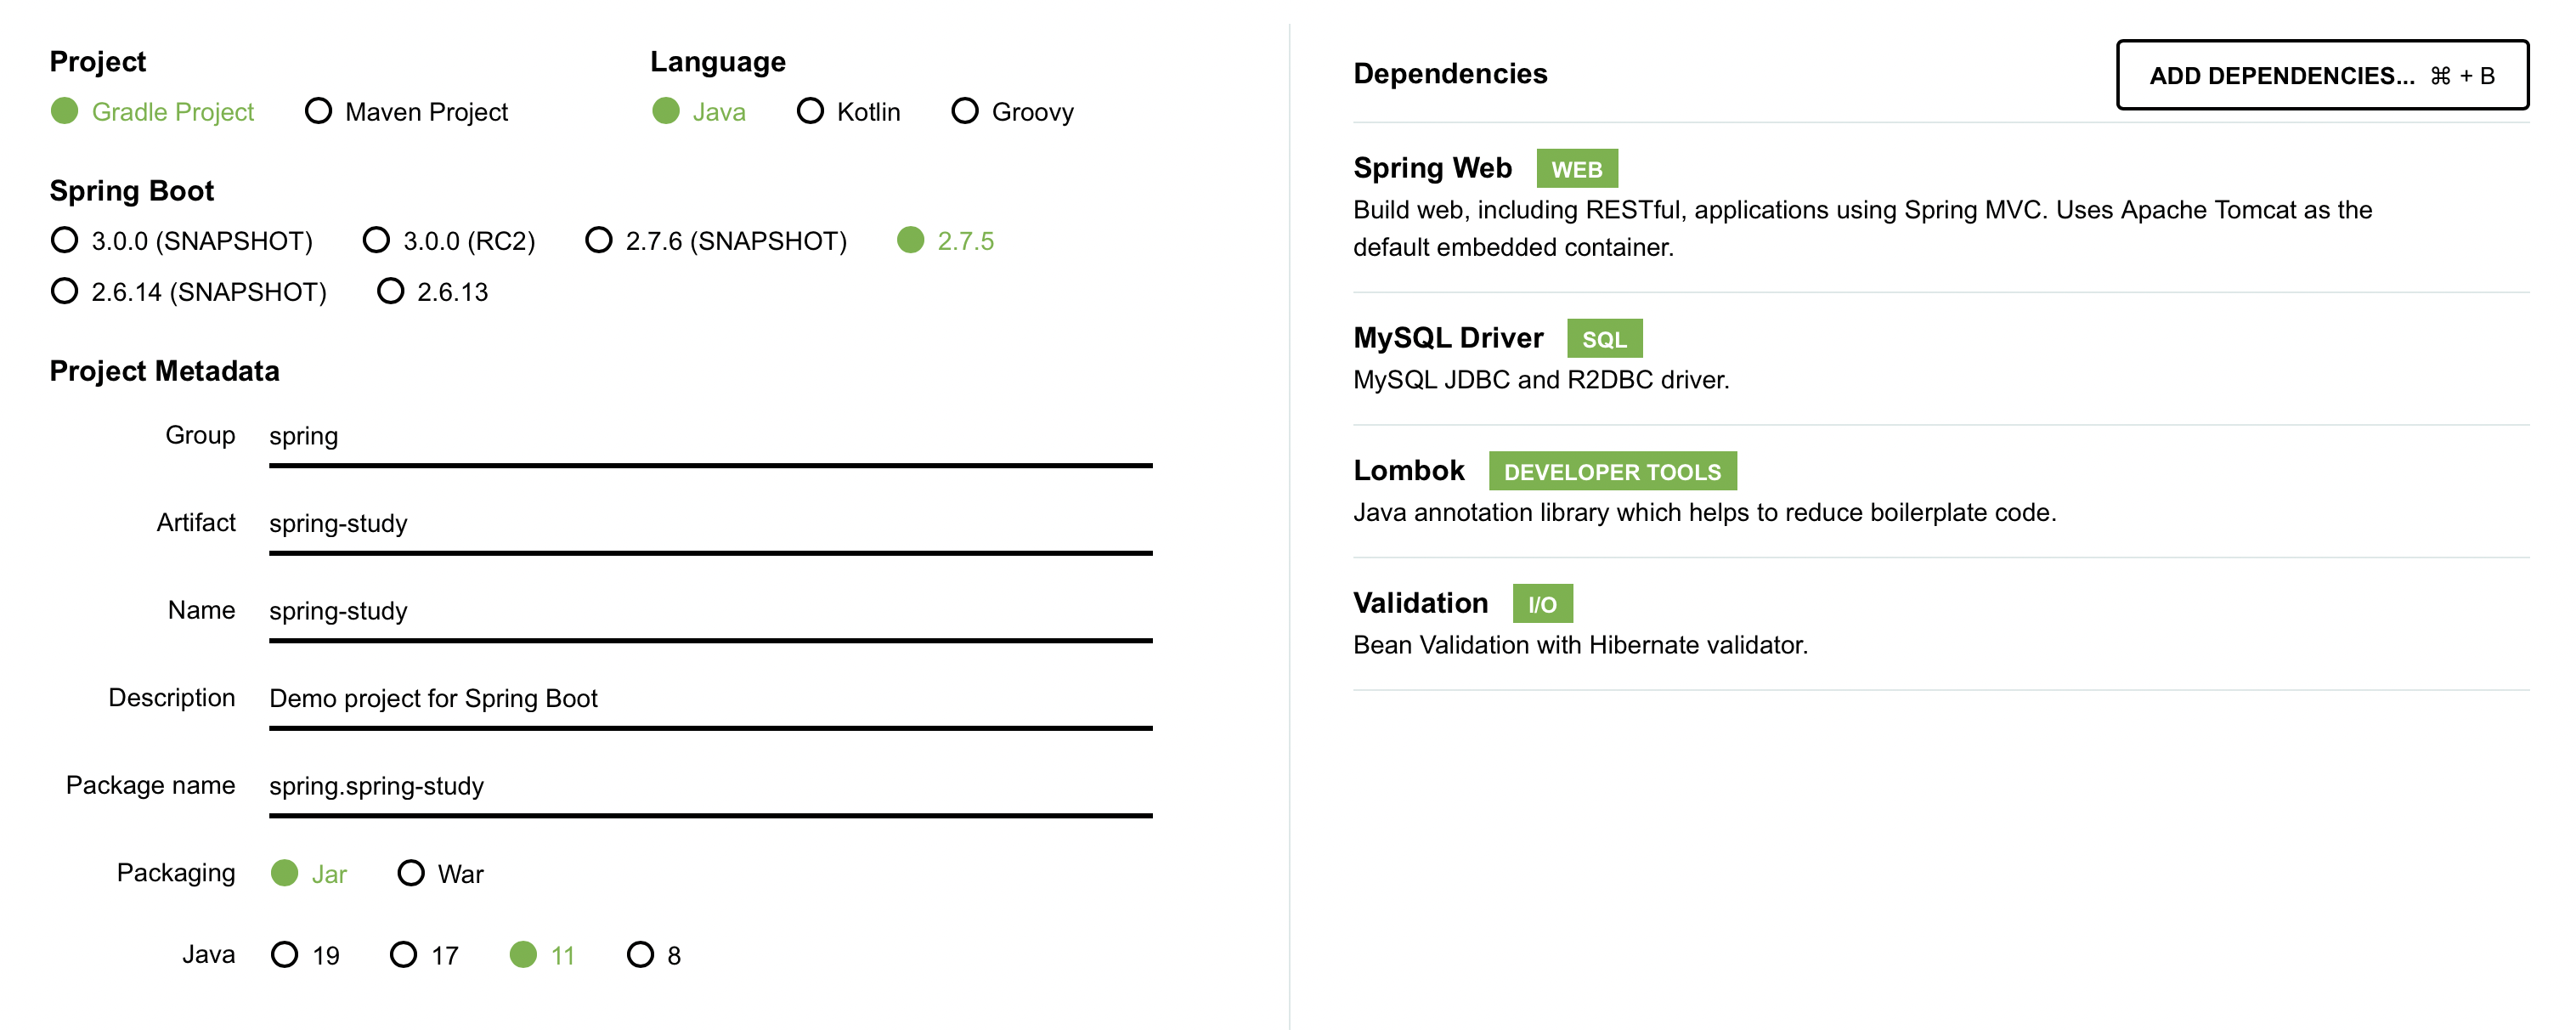 Project
Gradle Project Maven Project
Language
Java Kotlin Groovy
Spring Boot
3.0.0 (SNAPSHOT) 3.0.0 (RC2) 2.7.6 (SNAPSHOT) 2.7.5
2.6.14 (SNAPSHOT) 2.6.13
Project Metadata
Group spring
Artifact spring-study
Name spring-study
Description Demo project for Spring Boot
Package name spring.spring-study
Packaging Jar War
Java 19 17 11 8
Dependencies
ADD DEPENDENCIES... ⌘ + B
Spring Web WEB
Build web, including RESTful, applications using Spring MVC. Uses Apache Tomcat as the
default embedded container.
MySQL Driver SQL
MySQL JDBC and R2DBC driver.
Lombok DEVELOPER TOOLS
Java annotation library which helps to reduce boilerplate code.
Validation I/O
Bean Validation with Hibernate validator.